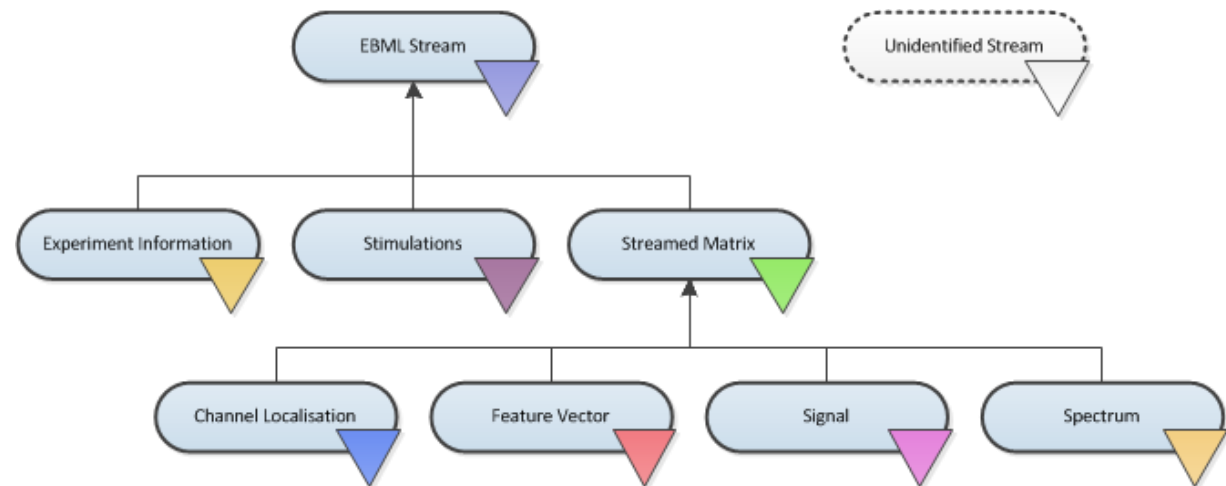 EBML Stream
Unidentified Stream
Experiment Information
Stimulations
Streamed Matrix
Channel Localisation
Feature Vector
Signal
Spectrum